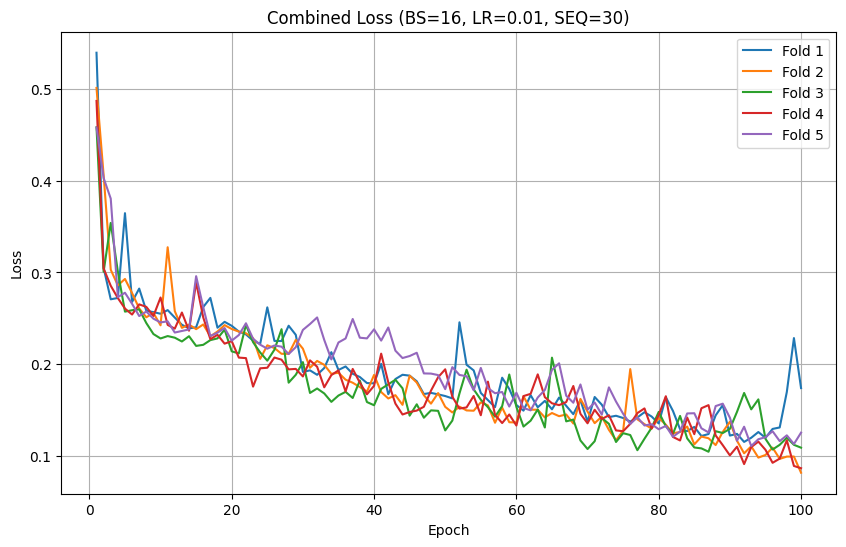 Combined Loss (BS=16, LR=0.01, SEQ=30)
Fold 1
Fold 2
Fold 3
Fold 4
Fold 5
0.5
0.4
0.3
0.2
0.1
Loss
0 20 40 60 80 100
Epoch